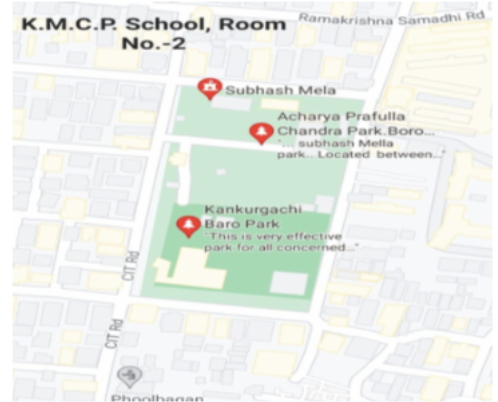 K.M.C.P. School, Room
No.-2
Ramakrishna Samadhi Rd
Subhash Mela
Acharya Prafulla
Chandra Park.Boro...
"... subhash Mella
park.. Located between..."
Kankurgachi
Baro Park
"This is very effective
park for all concerned..."
CIT Rd
CIT Rd
Phoolbagan